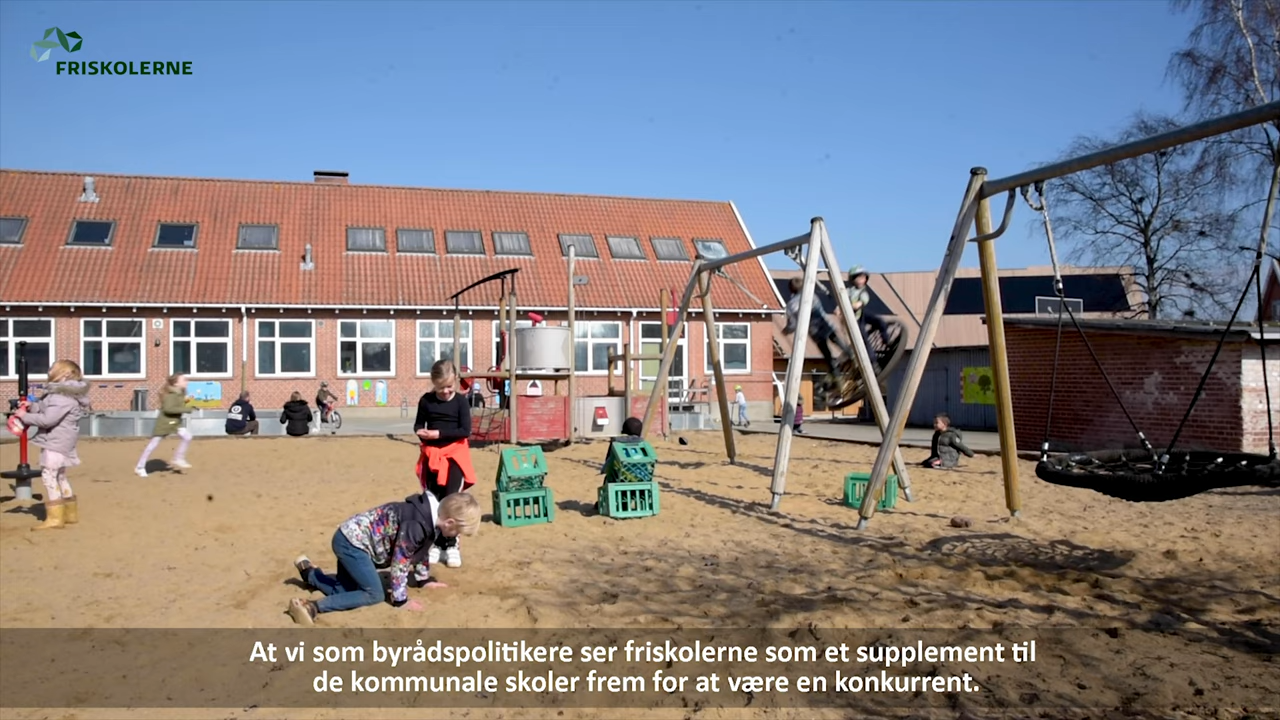 FRISKOLERNE
At vi som byrådspolitikere ser friskolerne som et supplement til
de kommunale skoler frem for at være en konkurrent.